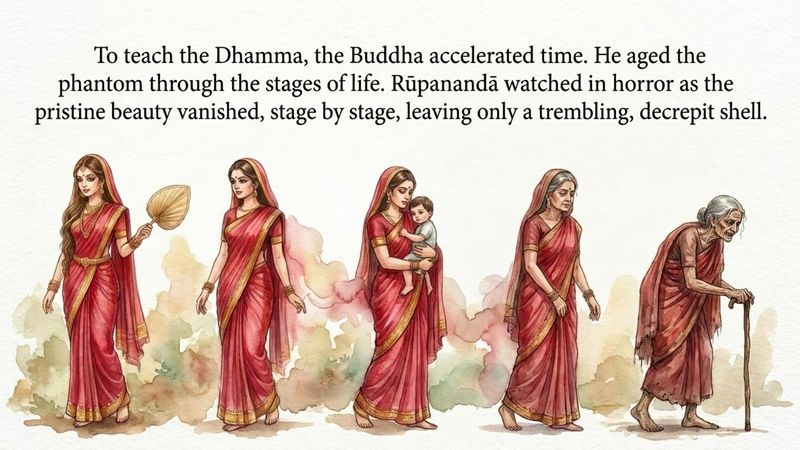 To teach the Dhamma, the Buddha accelerated time. He aged the
phantom through the stages of life. Rūpanandā watched in horror as the
pristine beauty vanished, stage by stage, leaving only a trembling, decrepit shell.